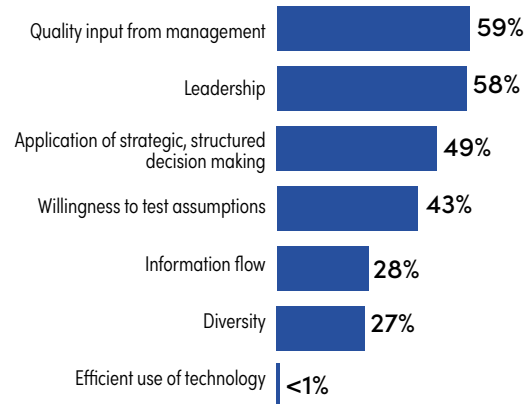 Quality input from management 59%
Leadership 58%
Application of strategic, structured
decision making 49%
Willingness to test assumptions 43%
Information flow 28%
Diversity 27%
Efficient use of technology <1%